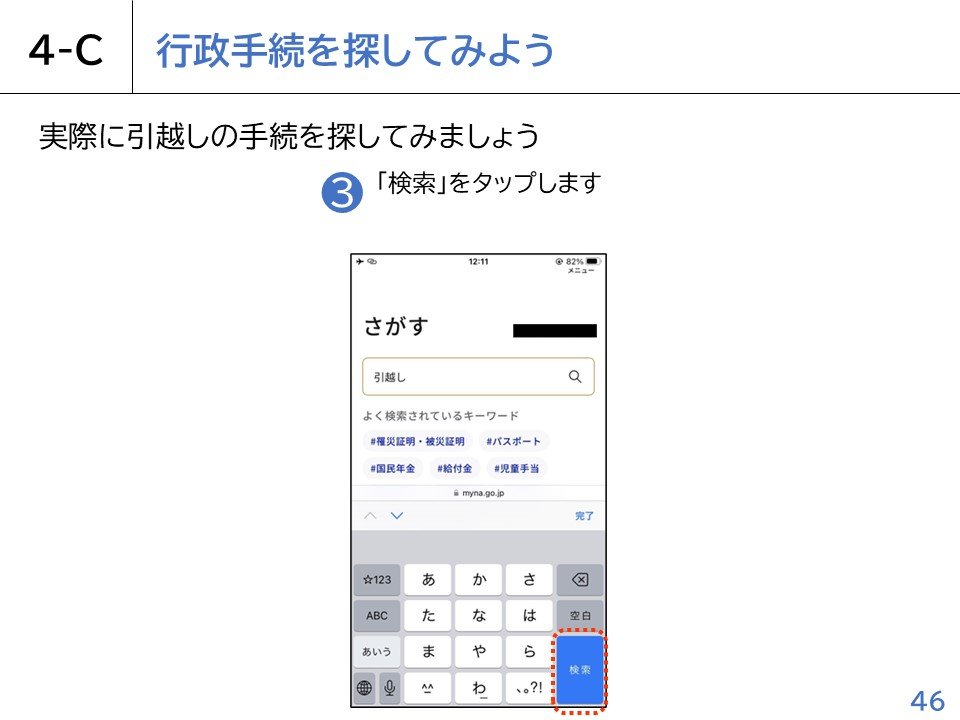 4-C
行政手続を探してみよう
実際に引越しの手続を探してみましょう
3
「検索」をタップします
12:11
82%
メニュー
さがす
引越し
よく検索されているキーワード
#罹災証明・被災証明 #パスポート
#国民年金 #給付金 #児童手当
myna.go.jp
完了
☆123 あ か さ
ABC た な は 空白
あいう ま や ら 検索
^^ わ_ 、。?!
46